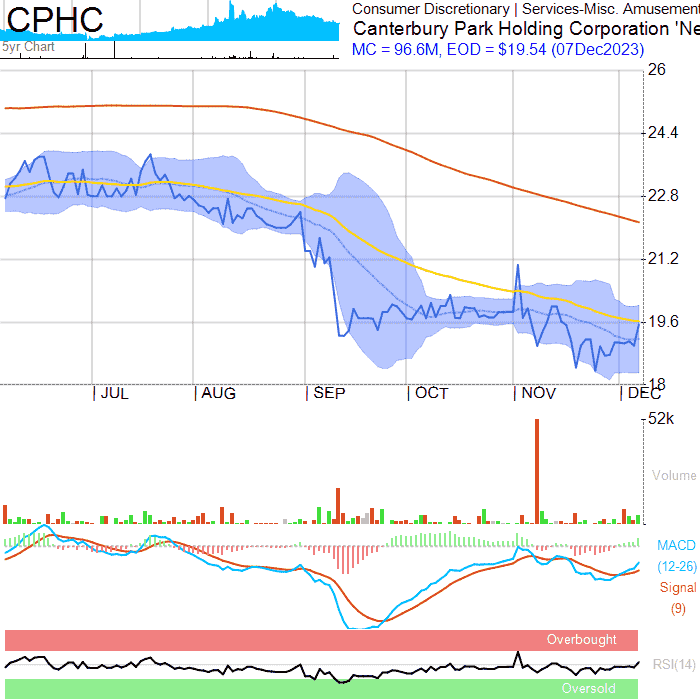 CPHC
5yr Chart
Consumer Discretionary | Services-Misc. Amusement
Canterbury Park Holding Corporation 'Ne
MC = 96.6M, EOD = $19.54 (07Dec2023)
26
24.4
22.8
21.2
19.6
18
JUL AUG SEP OCT NOV DEC
52k
Volume
MACD
(12-26)
Signal
(9)
Overbought
RSI(14)
Oversold